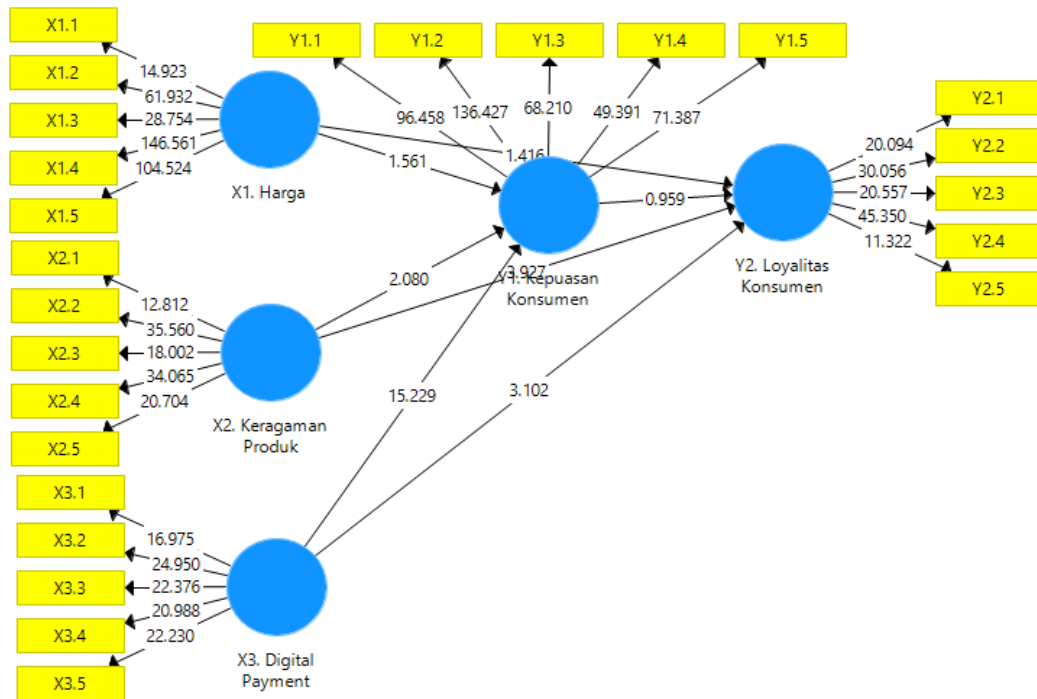 X1.1
X1.2
X1.3
X1.4
X1.5
14.923
61.932
28.754
146.561
104.524
X1. Harga
Y1.1
Y1.2
Y1.3
Y1.4
Y1.5
96.458
136.427
68.210
49.391
71.387
1.416
1.561
0.959
Y1. Kepuasan
Konsumen
Y2.1
Y2.2
Y2.3
Y2.4
Y2.5
20.094
30.056
20.557
45.350
11.322
Y2. Loyalitas
Konsumen
X2.1
X2.2
X2.3
X2.4
X2.5
12.812
35.560
18.002
34.065
20.704
X2. Keragaman
Produk
2.080
3.927
15.229
3.102
X3.1
X3.2
X3.3
X3.4
X3.5
16.975
24.950
22.376
20.988
22.230
X3. Digital
Payment